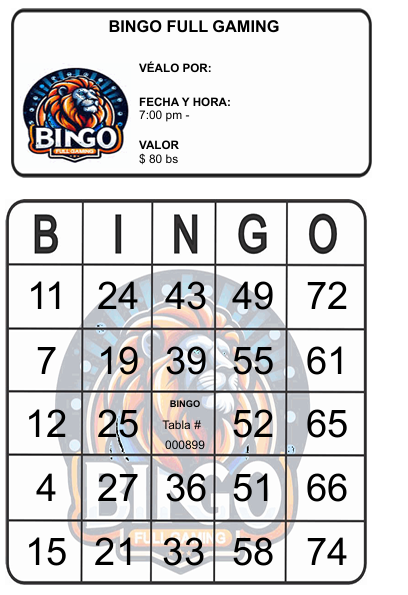 BINGO FULL GAMING
VÉALO POR:
FECHA Y HORA:
7:00 pm -
VALOR
$ 80 bs
BINGO
FULL GAMING
B I N G O
11 24 43 49 72
7 19 39 55 61
12 25 BINGO 52 65
Tabla #
000899
4 27 36 51 66
15 21 33 58 74
BINGO
FULL GAMING